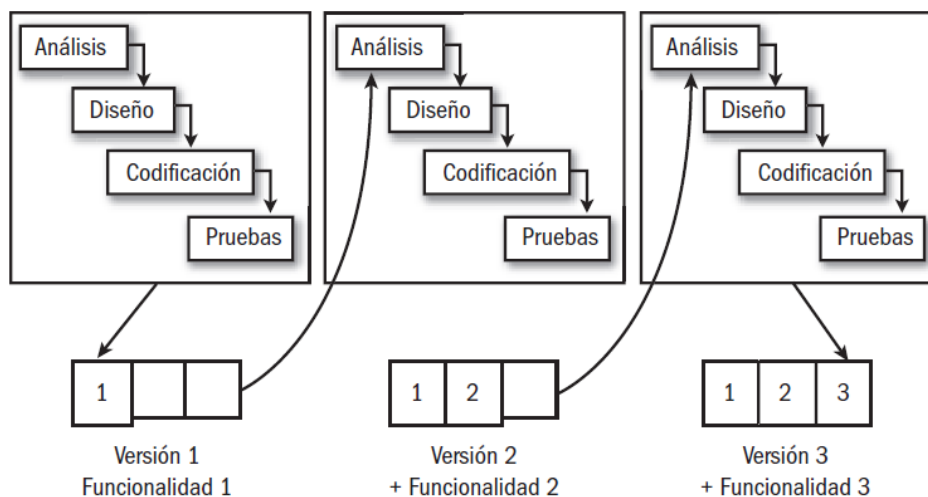 Análisis
Diseño
Codificación
Pruebas
Análisis
Diseño
Codificación
Pruebas
Análisis
Diseño
Codificación
Pruebas
1
1 2
1 2 3
Versión 1
Funcionalidad 1
Versión 2
+ Funcionalidad 2
Versión 3
+ Funcionalidad 3